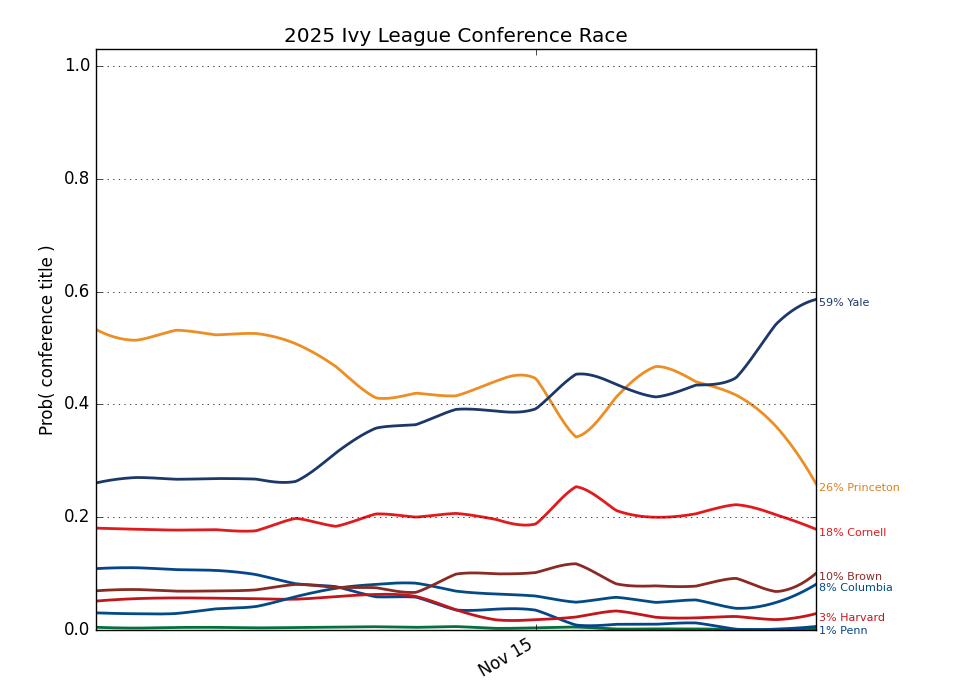 2025 Ivy League Conference Race
1.0
0.8
0.6
0.4
0.2
0.0
Prob( conference title )
Nov 15
59% Yale
26% Princeton
18% Cornell
10% Brown
8% Columbia
3% Harvard
1% Penn